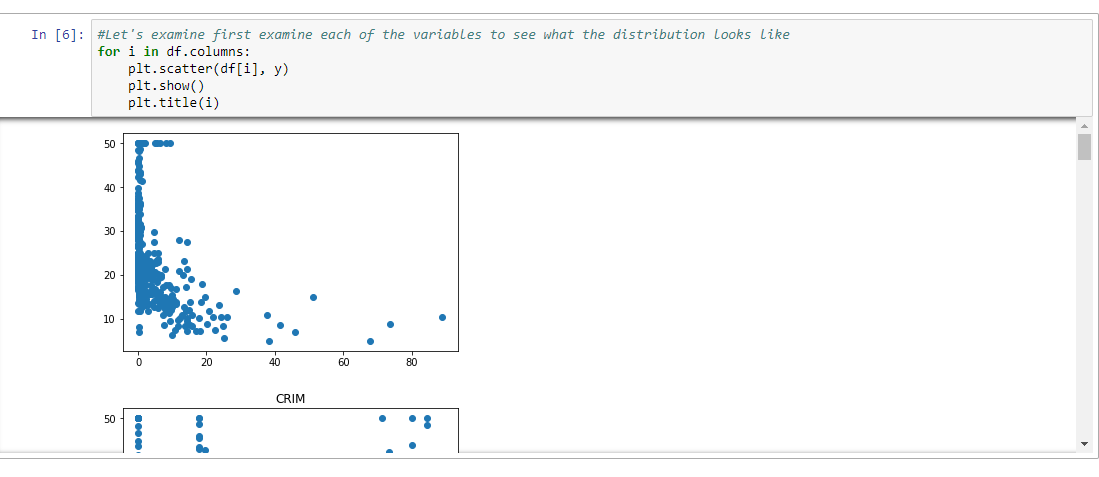 In [6]: #Let's examine first examine each of the variables to see what the distribution looks like
for i in df.columns:
    plt.scatter(df[i], y)
    plt.show()
    plt.title(i)
50
40
30
20
10
0 20 40 60 80
CRIM
50